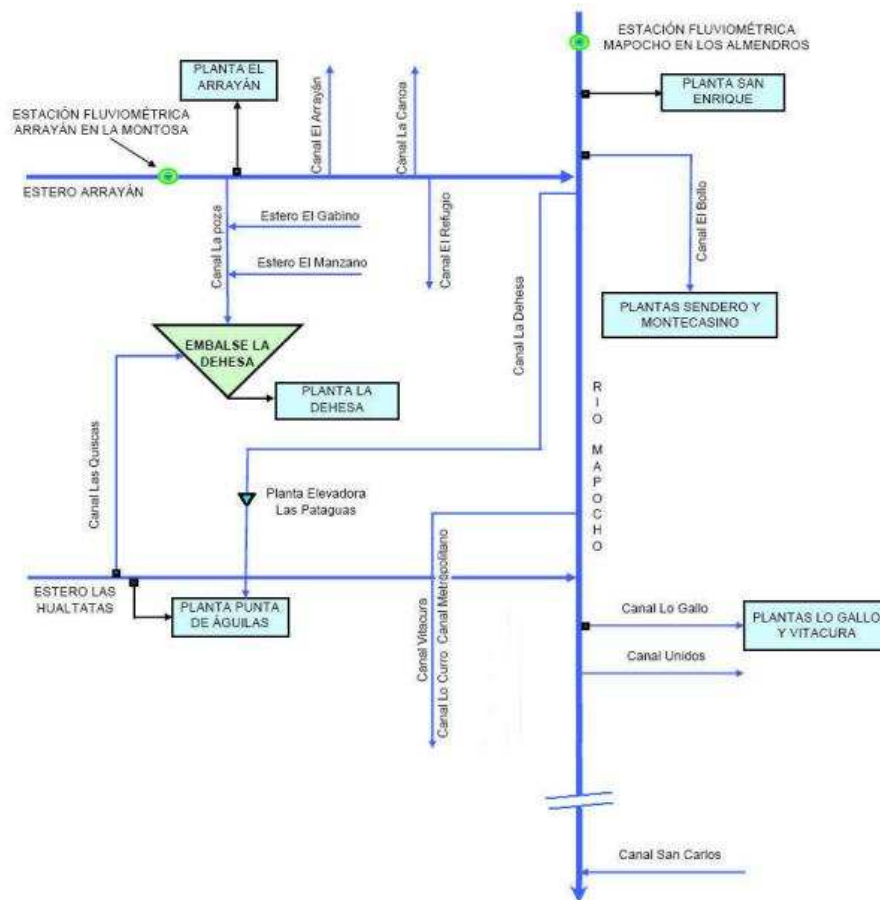 ESTACIÓN FLUVIOMÉTRICA
MAPOCHO EN LOS ALMENDROS
PLANTA EL
ARRAYÁN
PLANTA SAN
ENRIQUE
ESTACIÓN FLUVIOMÉTRICA
ARRAYÁN EN LA MONTOSA
Canal El Arrayán
Canal La Canoa
ESTERO ARRAYÁN
Canal La poza
Estero El Gabino
Estero El Manzano
Canal El Refugio
Canal La Dehesa
Canal El Bollo
PLANTAS SENDERO Y
MONTECASINO
EMBALSE LA
DEHESA
PLANTA LA
DEHESA
RIO MAPOCHO
Canal Las Quiscas
Planta Elevadora
Las Pataguas
ESTERO LAS
HUALTATAS
PLANTA PUNTA
DE ÁGUILAS
Canal Vitacura
Canal Lo Curro Canal Metropolitano
Canal Lo Gallo
PLANTAS LO GALLO
Y VITACURA
Canal Unidos
Canal San Carlos